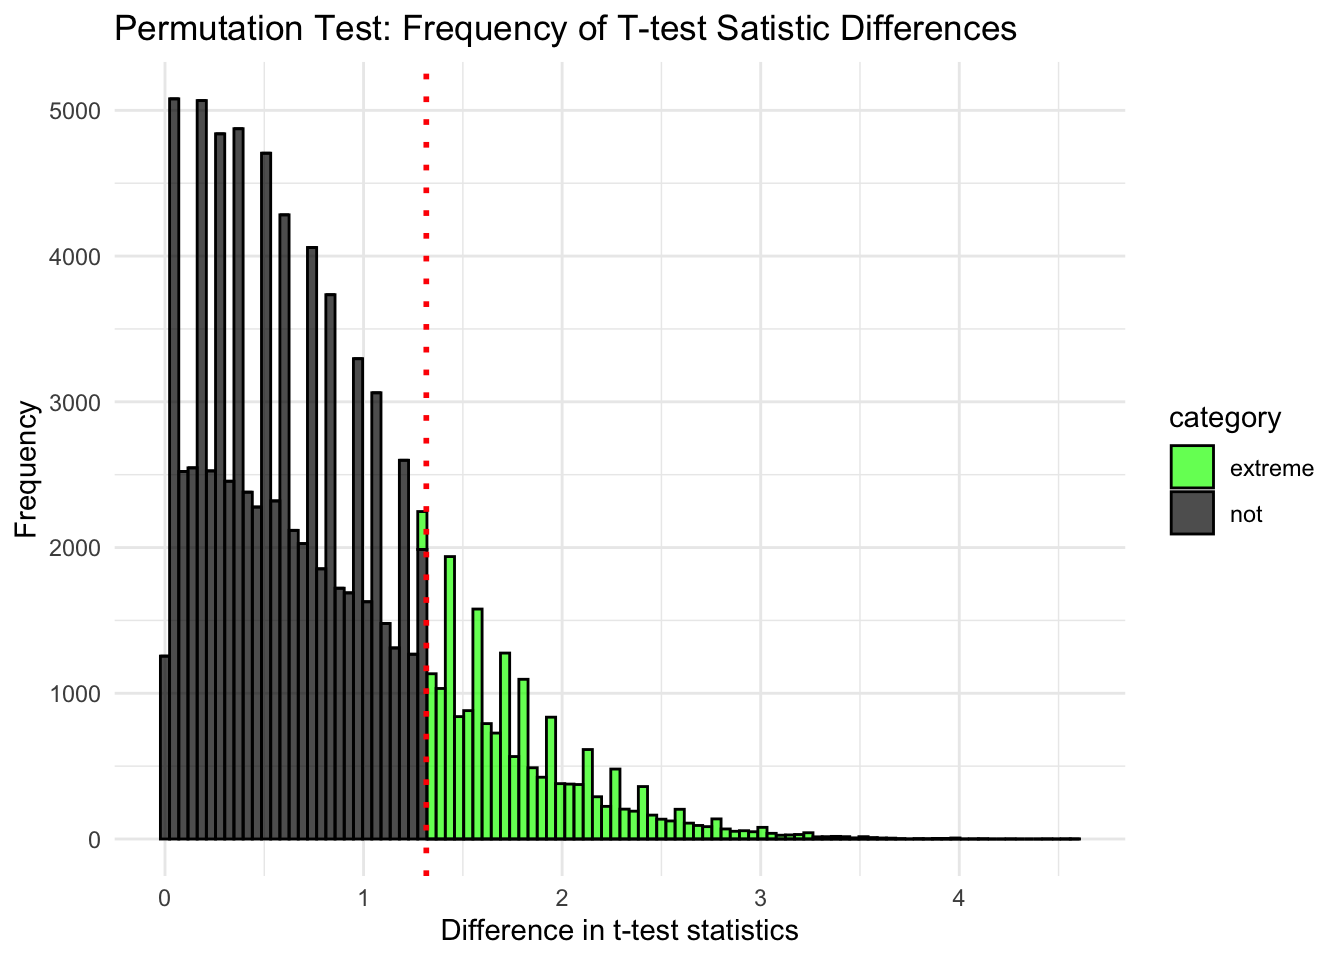 Permutation Test: Frequency of T-test Satistic Differences
Frequency
5000
4000
3000
2000
1000
0
0 1 2 3 4
Difference in t-test statistics
category
extreme
not